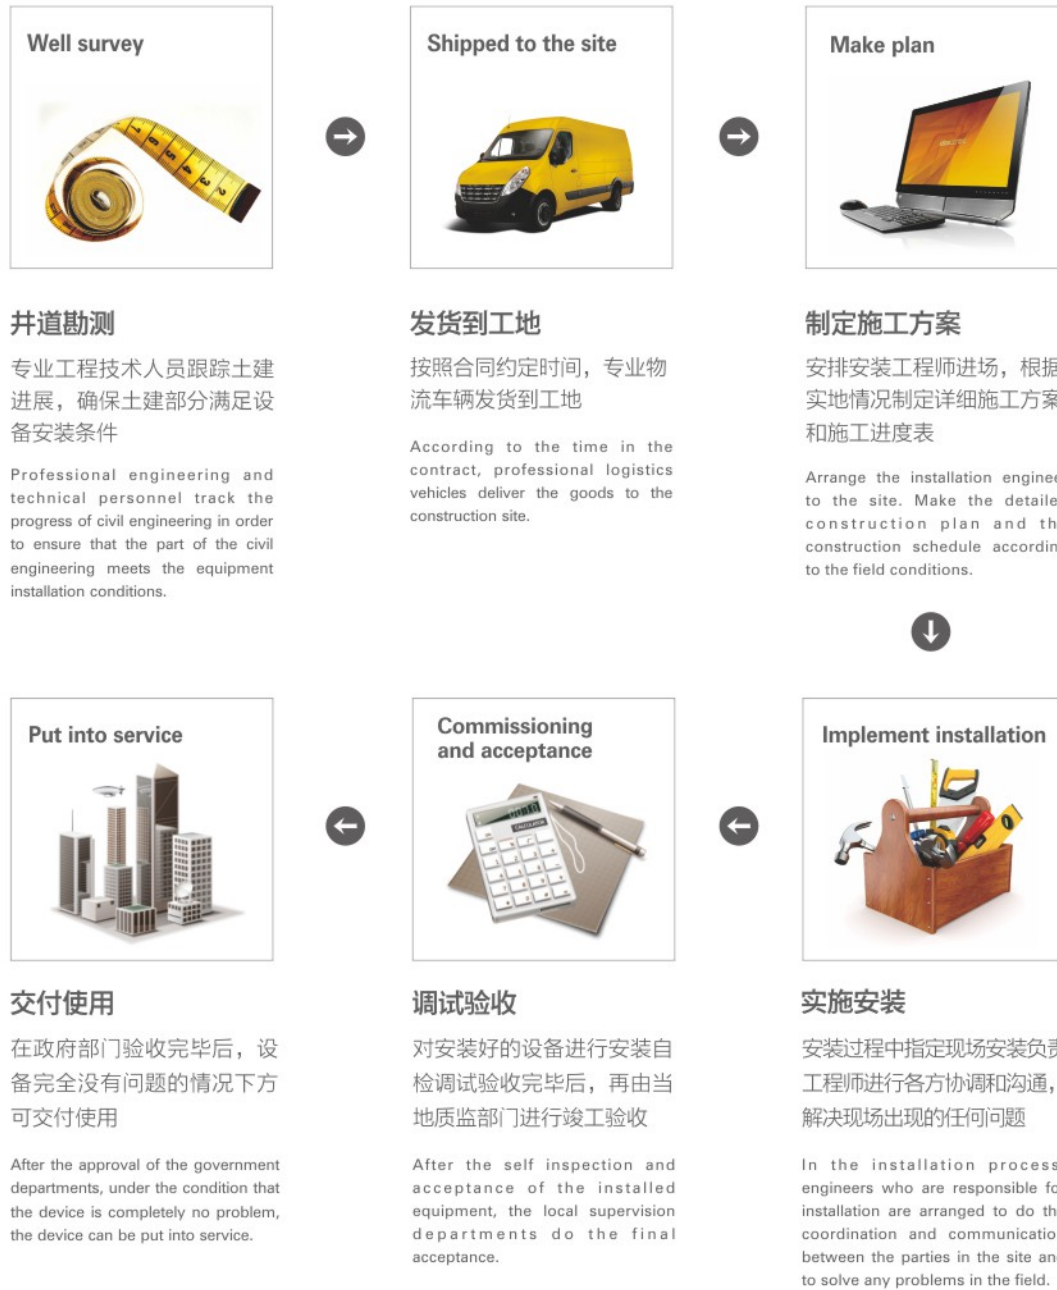 Well survey
井道勘测
专业工程技术人员跟踪土建
进展，确保土建部分满足设
备安装条件
Professional engineering and
technical personnel track the
progress of civil engineering in order
to ensure that the part of the civil
engineering meets the equipment
installation conditions.
Shipped to the site
发货到工地
按照合同约定时间，专业物
流车辆发货到工地
According to the time in the
contract, professional logistics
vehicles deliver the goods to the
construction site.
Make plan
制定施工方案
安排安装工程师进场，根据
实地情况制定详细施工方案
和施工进度表
Arrange the installation enginee
to the site. Make the detaile
construction plan and th
construction schedule accordin
to the field conditions.
Implement installation
实施安装
安装过程中指定现场安装负责
工程师进行各方协调和沟通，
解决现场出现的任何问题
In the installation process
engineers who are responsible fo
installation are arranged to do th
coordination and communication
between the parties in the site and
to solve any problems in the field.
Commissioning
and acceptance
CALCULATOR
调试验收
对安装好的设备进行安装自
检调试验收完毕后，再由当
地质监部门进行竣工验收
After the self inspection and
acceptance of the installed
equipment, the local supervision
departments do the final
acceptance.
Put into service
交付使用
在政府部门验收完毕后，设
备完全没有问题的情况下方
可交付使用
After the approval of the government
departments, under the condition that
the device is completely no problem,
the device can be put into service.